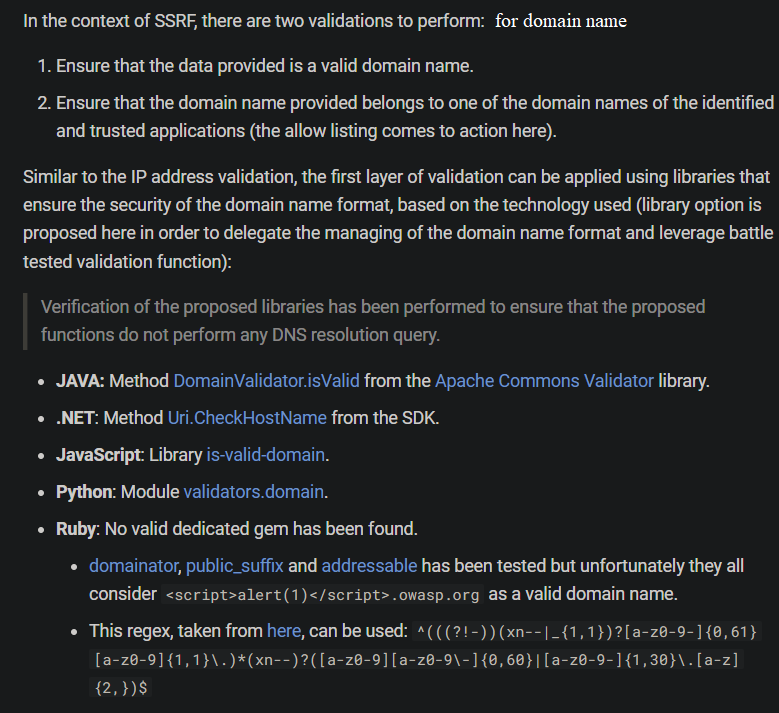 In the context of SSRF, there are two validations to perform: for domain name
1. Ensure that the data provided is a valid domain name.
2. Ensure that the domain name provided belongs to one of the domain names of the identified
and trusted applications (the allow listing comes to action here).
Similar to the IP address validation, the first layer of validation can be applied using libraries that
ensure the security of the domain name format, based on the technology used (library option is
proposed here in order to delegate the managing of the domain name format and leverage battle
tested validation function):
Verification of the proposed libraries has been performed to ensure that the proposed
functions do not perform any DNS resolution query.
• JAVA: Method DomainValidator.isValid from the Apache Commons Validator library.
• .NET: Method Uri.CheckHostName from the SDK.
• JavaScript: Library is-valid-domain.
• Python: Module validators.domain.
• Ruby: No valid dedicated gem has been found.
• domainator, public_suffix and addressable has been tested but unfortunately they all
consider <script>alert(1)</script>.owasp.org as a valid domain name.
• This regex, taken from here, can be used: ^(((?!-))(xn--|_{1,1})?[a-z0-9-]{0,61}
[a-z0-9]{1,1}\.)*(xn--)?([a-z0-9][a-z0-9\-]{0,60}|[a-z0-9-]{1,30}\.[a-z]
{2,})$